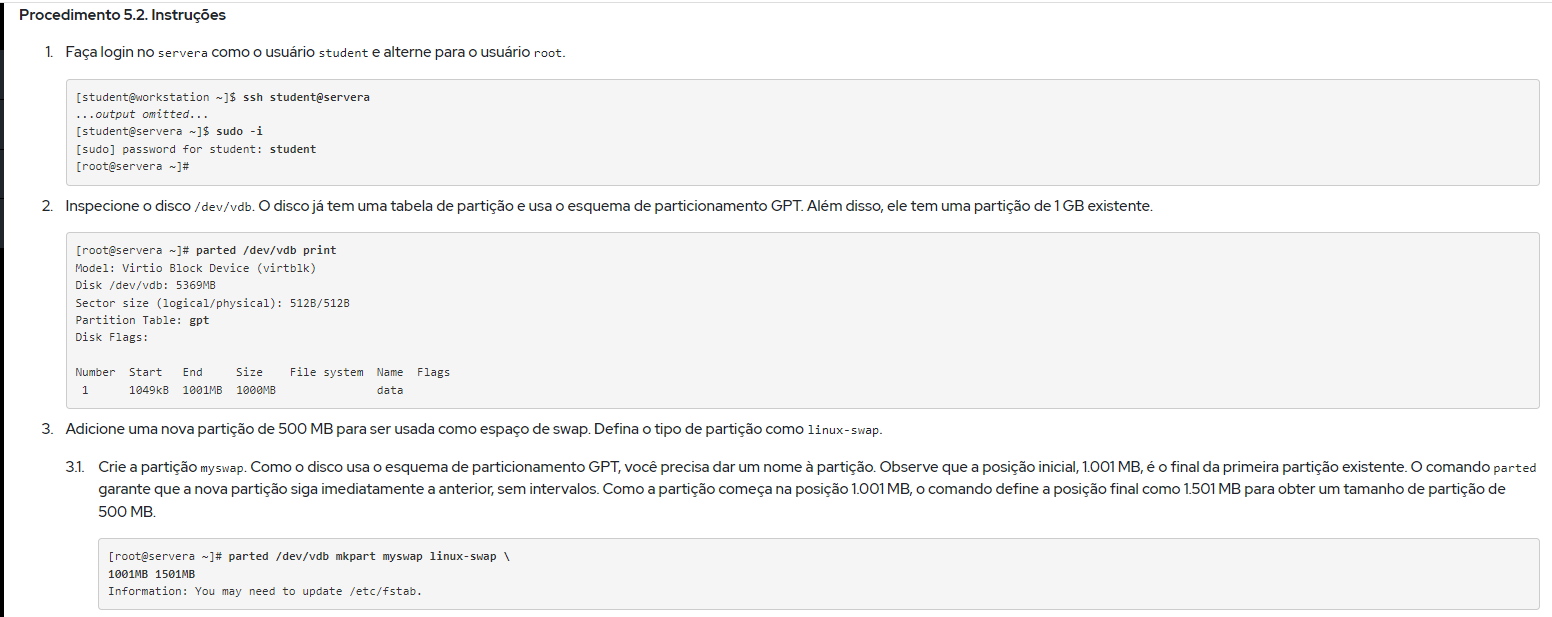 Procedimento 5.2. Instruções
1. Faça login no servera como o usuário student e alterne para o usuário root.
[student@workstation ~]$ ssh student@servera
...output omitted...
[student@servera ~]$ sudo -i
[sudo] password for student: student
[root@servera ~]#
2. Inspecione o disco /dev/vdb. O disco já tem uma tabela de partição e usa o esquema de particionamento GPT. Além disso, ele tem uma partição de 1 GB existente.
[root@servera ~]# parted /dev/vdb print
Model: Virtio Block Device (virtblk)
Disk /dev/vdb: 5369MB
Sector size (logical/physical): 512B/512B
Partition Table: gpt
Disk Flags:
Number  Start   End     Size    File system  Name  Flags
 1      1049kB  1001MB  1000MB               data
3. Adicione uma nova partição de 500 MB para ser usada como espaço de swap. Defina o tipo de partição como linux-swap.
3.1. Crie a partição myswap. Como o disco usa o esquema de particionamento GPT, você precisa dar um nome à partição. Observe que a posição inicial, 1.001 MB, é o final da primeira partição existente. O comando parted
garante que a nova partição siga imediatamente a anterior, sem intervalos. Como a partição começa na posição 1.001 MB, o comando define a posição final como 1.501 MB para obter um tamanho de partição de
500 MB.
[root@servera ~]# parted /dev/vdb mkpart myswap linux-swap \
1001MB 1501MB
Information: You may need to update /etc/fstab.